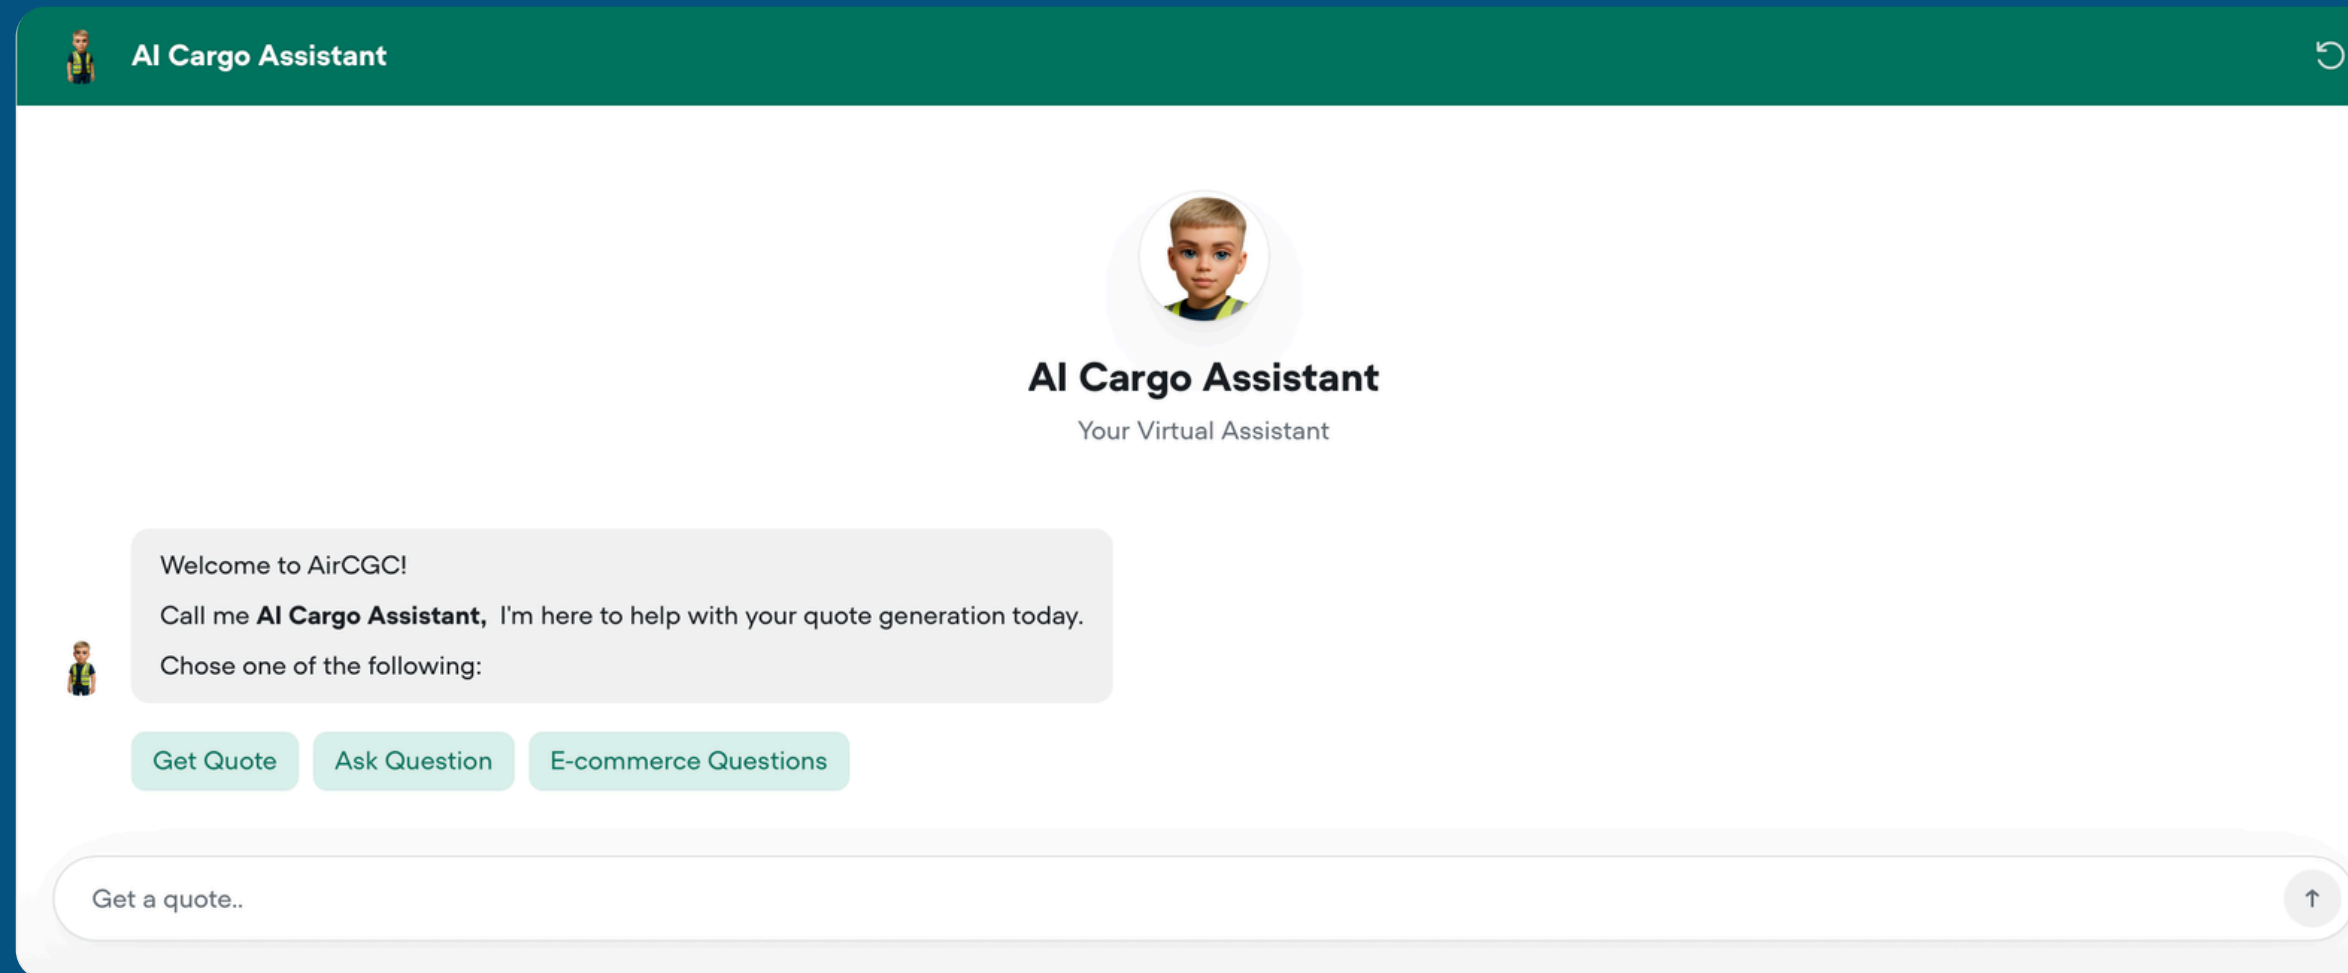 AI Cargo Assistant
AI Cargo Assistant
Your Virtual Assistant
Welcome to AirCGC!
Call me AI Cargo Assistant, I'm here to help with your quote generation today.
Chose one of the following:
Get Quote Ask Question E-commerce Questions
Get a quote..